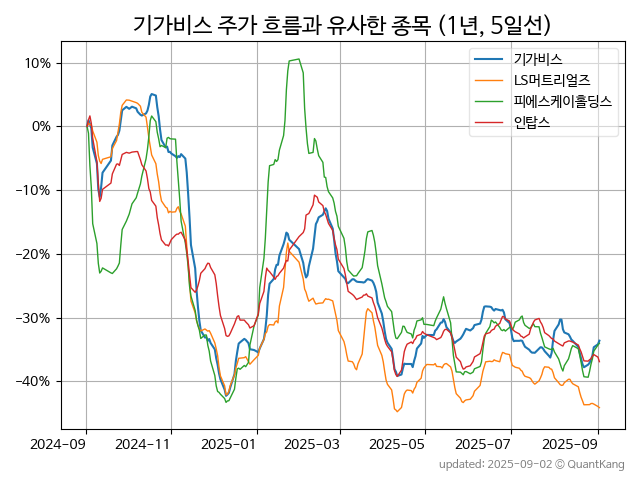 기가비스 주가 흐름과 유사한 종목 (1년, 5일선)
기가비스
LS머트리얼즈
피에스케이홀딩스
인탑스
10%
0%
−10%
−20%
−30%
−40%
2024-09 2024-11 2025-01 2025-03 2025-05 2025-07 2025-09
updated: 2025-09-02 © QuantKang